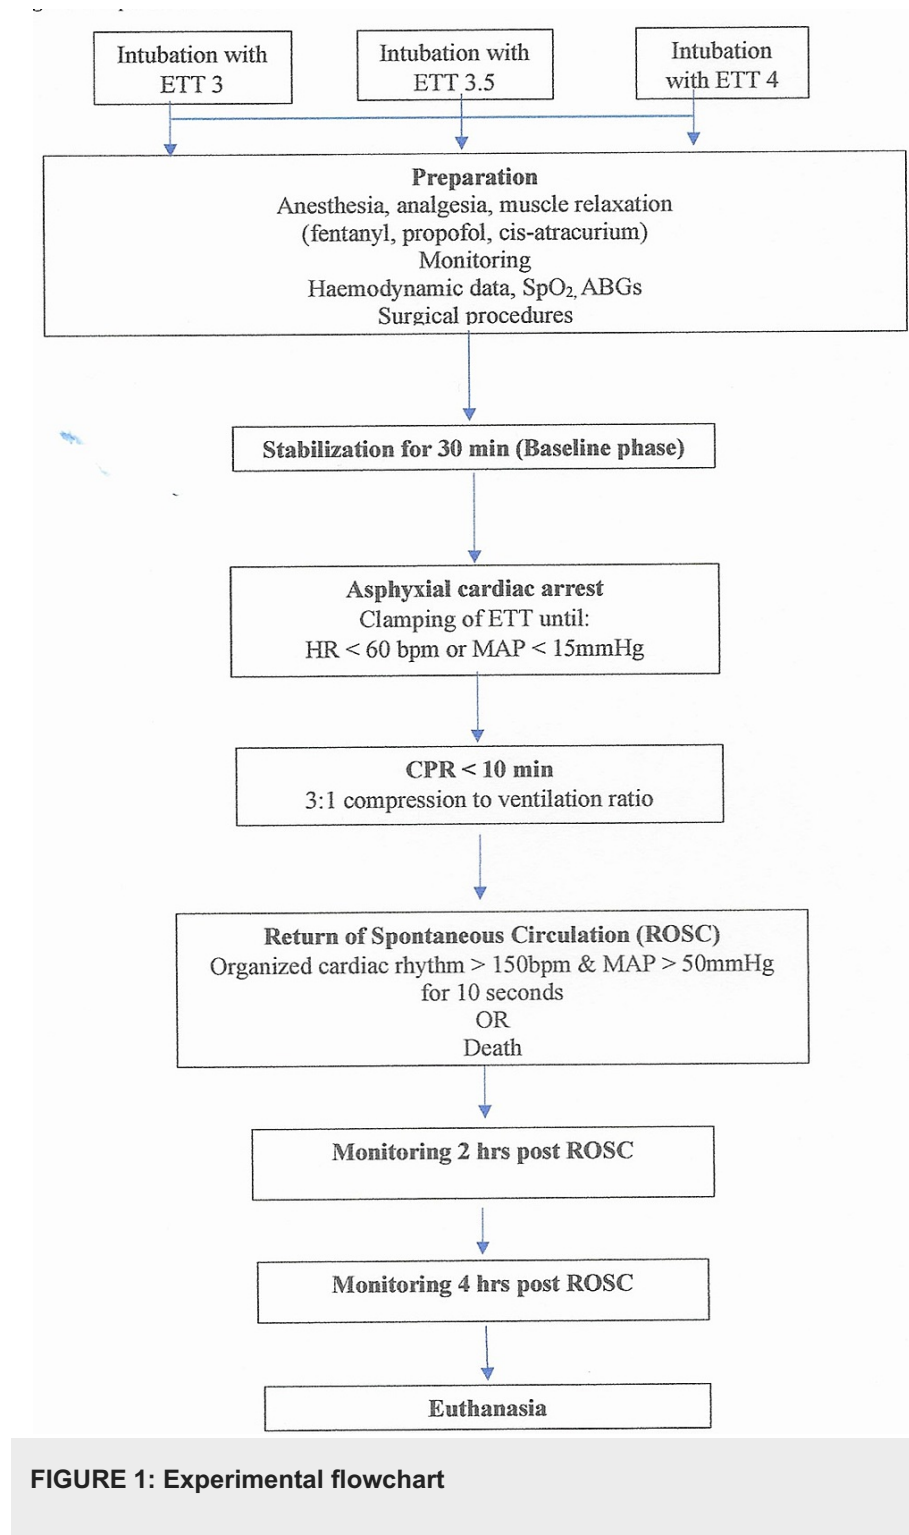 Intubation with
ETT 3
Intubation with
ETT 3.5
Intubation
with ETT 4
Preparation
Anesthesia, analgesia, muscle relaxation
(fentanyl, propofol, cis-atracurium)
Monitoring
Haemodynamic data, SpO₂, ABGs
Surgical procedures
Stabilization for 30 min (Baseline phase)
Asphyxial cardiac arrest
Clamping of ETT until:
HR < 60 bpm or MAP < 15mmHg
CPR < 10 min
3:1 compression to ventilation ratio
Return of Spontaneous Circulation (ROSC)
Organized cardiac rhythm > 150bpm & MAP > 50mmHg
for 10 seconds
OR
Death
Monitoring 2 hrs post ROSC
Monitoring 4 hrs post ROSC
Euthanasia
FIGURE 1: Experimental flowchart